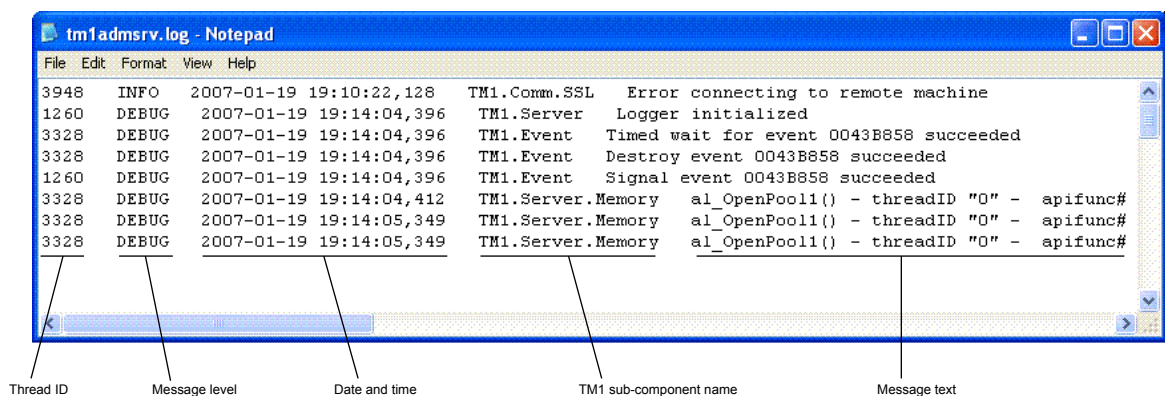 tm1admsrv.log - Notepad
File Edit Format View Help
3948 INFO 2007-01-19 19:10:22,128 TM1.Comm.SSL Error connecting to remote machine
1260 DEBUG 2007-01-19 19:14:04,396 TM1.Server Logger initialized
3328 DEBUG 2007-01-19 19:14:04,396 TM1.Event Timed wait for event 0043B858 succeeded
3328 DEBUG 2007-01-19 19:14:04,396 TM1.Event Destroy event 0043B858 succeeded
1260 DEBUG 2007-01-19 19:14:04,396 TM1.Event Signal event 0043B858 succeeded
3328 DEBUG 2007-01-19 19:14:04,412 TM1.Server.Memory al_OpenPool1() - threadID "0" - apifunc#
3328 DEBUG 2007-01-19 19:14:05,349 TM1.Server.Memory al_OpenPool1() - threadID "0" - apifunc#
3328 DEBUG 2007-01-19 19:14:05,349 TM1.Server.Memory al_OpenPool1() - threadID "0" - apifunc#
Thread ID Message level Date and time TM1 sub-component name Message text